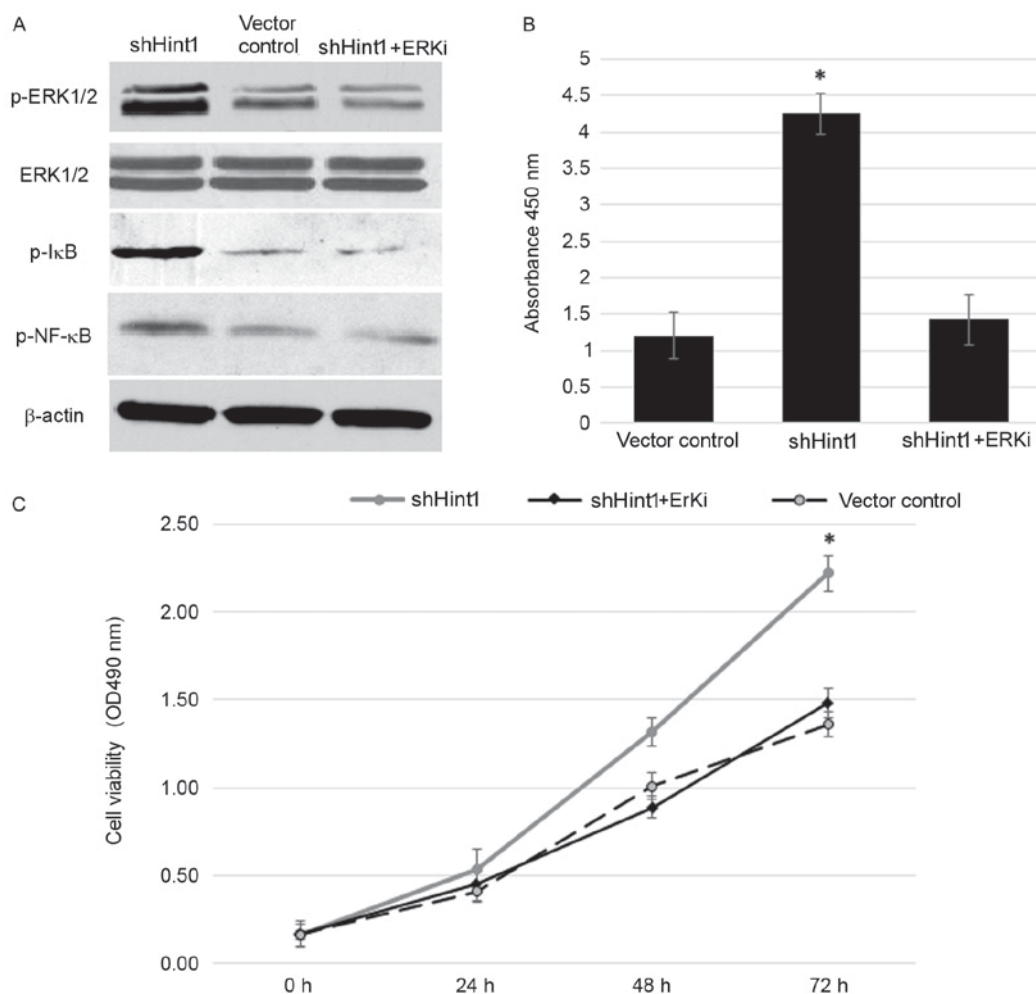 A
shHint1
Vector
control
shHint1+ERKi
p-ERK1/2
ERK1/2
p-IκB
p-NF-κB
β-actin
B
Absorbance 450 nm
5
4.5
4
3.5
3
2.5
2
1.5
1
0.5
0
*
Vector control
shHint1
shHint1+ERKi
C
shHint1
shHint1+ErKi
Vector control
Cell viability (OD490 nm)
2.50
2.00
1.50
1.00
0.50
0.00
*
0 h
24 h
48 h
72 h